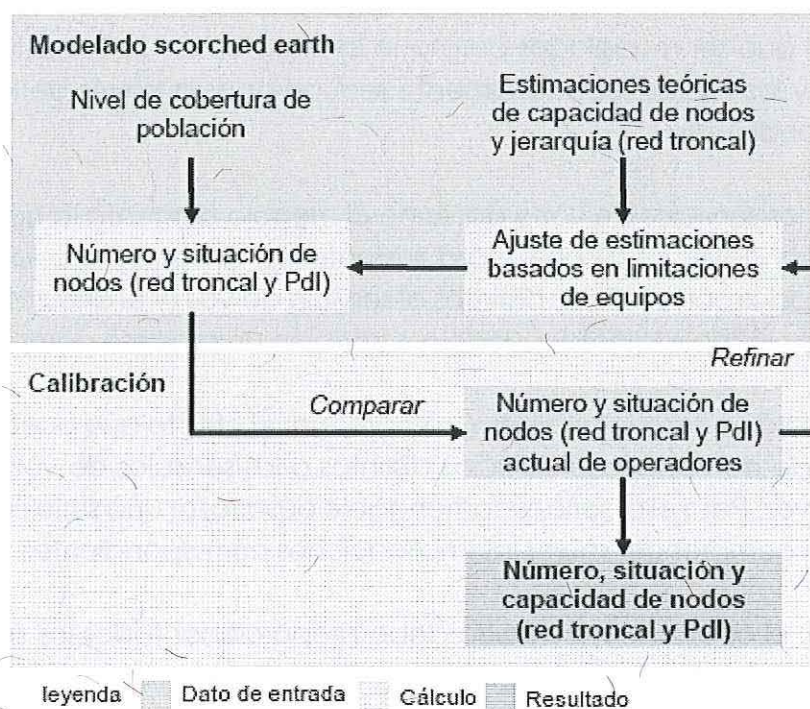 Modelado scorched earth
Nivel de cobertura de
población
Estimaciones teóricas
de capacidad de nodos
y jerarquía (red troncal)
Número y situación de
nodos (red troncal y PdI)
Ajuste de estimaciones
basados en limitaciones
de equipos
Refinar
Calibración
Comparar
Número y situación de
nodos (red troncal y PdI)
actual de operadores
Número, situación y
capacidad de nodos
(red troncal y PdI)
leyenda Dato de entrada Cálculo Resultado